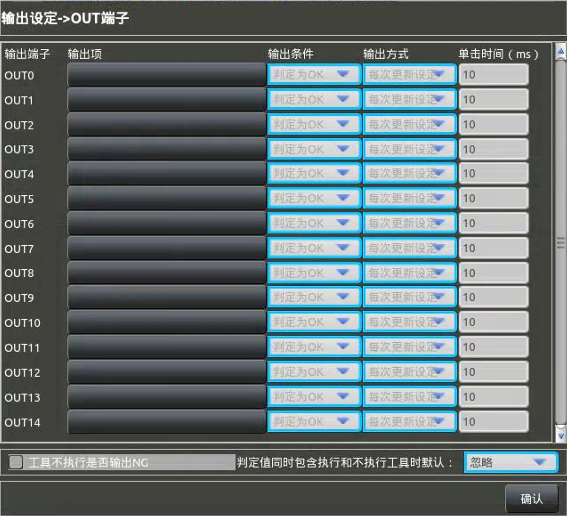 输出设定->OUT端子
输出端子 输出项 输出条件 输出方式 单击时间（ms）
OUT0 判定为OK 每次更新设定 10
OUT1 判定为OK 每次更新设定 10
OUT2 判定为OK 每次更新设定 10
OUT3 判定为OK 每次更新设定 10
OUT4 判定为OK 每次更新设定 10
OUT5 判定为OK 每次更新设定 10
OUT6 判定为OK 每次更新设定 10
OUT7 判定为OK 每次更新设定 10
OUT8 判定为OK 每次更新设定 10
OUT9 判定为OK 每次更新设定 10
OUT10 判定为OK 每次更新设定 10
OUT11 判定为OK 每次更新设定 10
OUT12 判定为OK 每次更新设定 10
OUT13 判定为OK 每次更新设定 10
OUT14 判定为OK 每次更新设定 10
工具不执行是否输出NG 判定值同时包含执行和不执行工具时默认： 忽略
确认